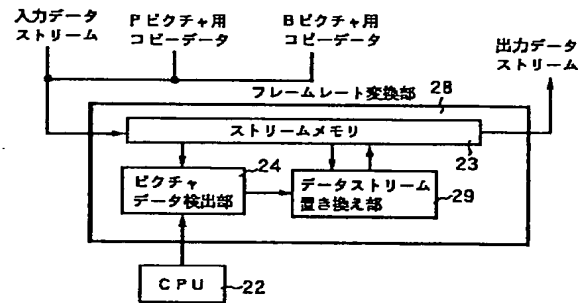 入力データ
ストリーム
Pピクチャ用
コピーデータ
Bピクチャ用
コピーデータ
出力データ
ストリーム
フレームレート変換部
28
ストリームメモリ
23
24
ピクチャ
データ検出部
データストリーム
置き換え部
29
CPU
22